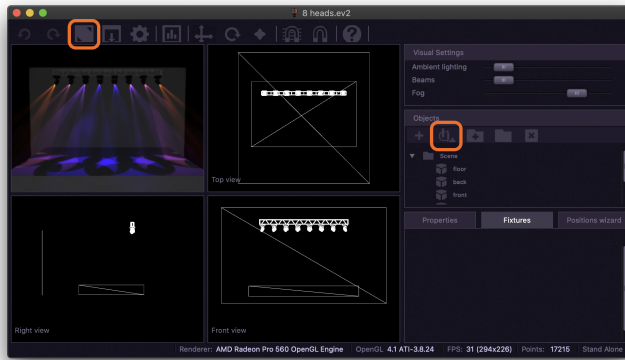 8 heads.ev2
Visual Settings
Ambient lighting
Beams
Fog
Objects
Scene
floor
back
front
Top view
Properties Fixtures Positions wizard
Right view
Front view
Renderer: AMD Radeon Pro 560 OpenGL Engine OpenGL 4.1 ATI-3.8.24 FPS: 31 (294x226) Points: 17215 Stand Alone